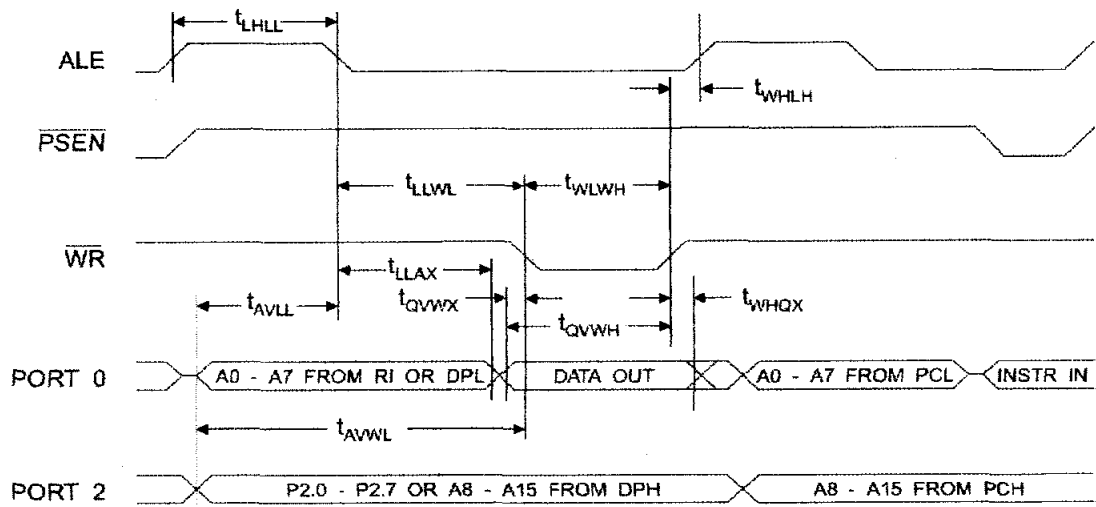 tLHLL
ALE
tWHLH
PSEN
tLLWL
tWLWH
WR
tLLAX
tAVLL
tQVWX
tWHQX
tQVWH
PORT 0
A0 - A7 FROM RI OR DPL
DATA OUT
A0 - A7 FROM PCL
INSTR IN
tAVWL
PORT 2
P2.0 - P2.7 OR A8 - A15 FROM DPH
A8 - A15 FROM PCH